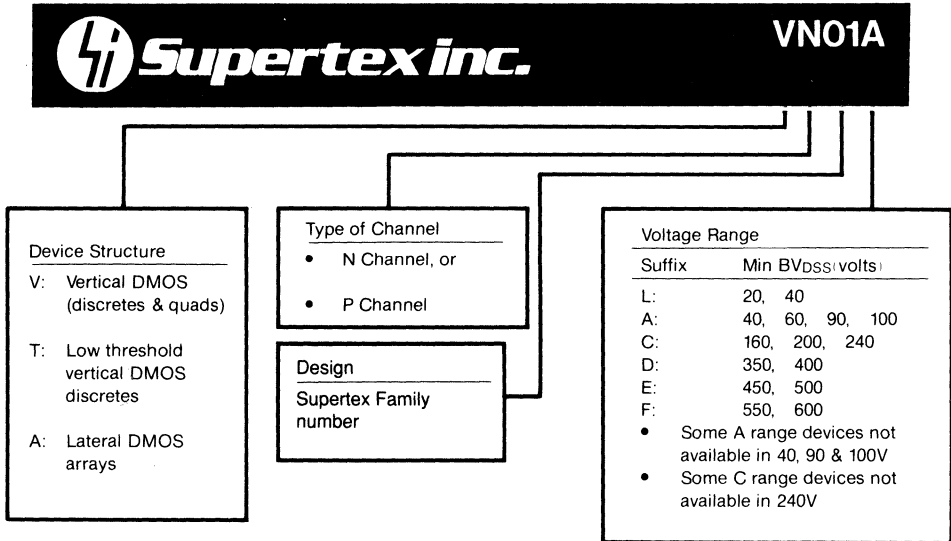 Supertex inc.
VN01A
Device Structure
V: Vertical DMOS
(discretes & quads)
T: Low threshold
vertical DMOS
discretes
A: Lateral DMOS
arrays
Type of Channel
• N Channel, or
• P Channel
Design
Supertex Family
number
Voltage Range
Suffix Min BVDSS (volts)
L: 20, 40
A: 40, 60, 90, 100
C: 160, 200, 240
D: 350, 400
E: 450, 500
F: 550, 600
• Some A range devices not
available in 40, 90 & 100V
• Some C range devices not
available in 240V